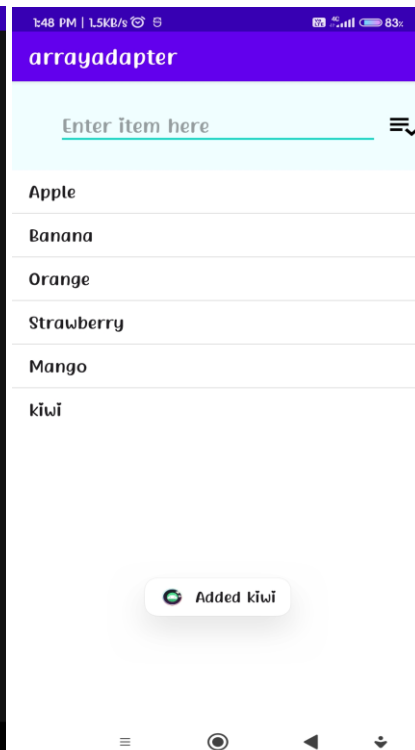 1:48 PM | 1.5KB/s 83%
arrayadapter
Enter item here
Apple
Banana
Orange
Strawberry
Mango
kiwi
Added kiwi